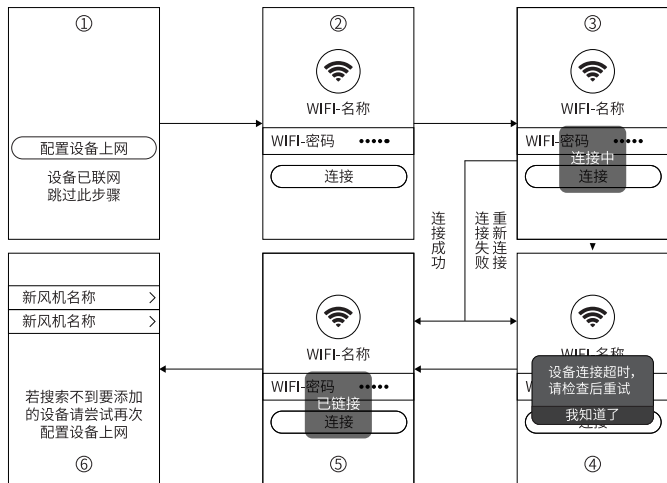 ①
配置设备上网
设备已联网
跳过此步骤
②
WIFI-名称
WIFI-密码 •••••
连接
③
WIFI-名称
WIFI-密码 •••••
连接中
连接
连接成功
连接失败
重新连接
新风机名称 >
新风机名称 >
若搜索不到要添加
的设备请尝试再次
配置设备上网
⑥
WIFI-名称
WIFI-密码 •••••
已链接
连接
⑤
WIFI-名称
设备连接超时，
请检查后重试
我知道了
连接
④